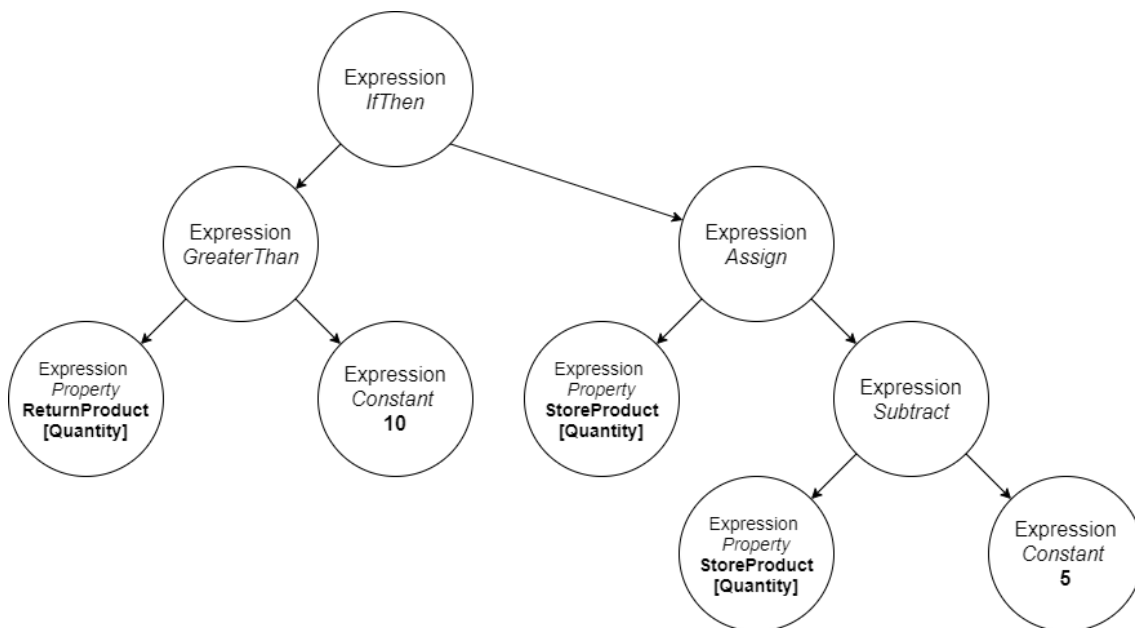 Expression
IfThen
Expression
GreaterThan
Expression
Assign
Expression
Property
ReturnProduct
[Quantity]
Expression
Constant
10
Expression
Property
StoreProduct
[Quantity]
Expression
Subtract
Expression
Property
StoreProduct
[Quantity]
Expression
Constant
5